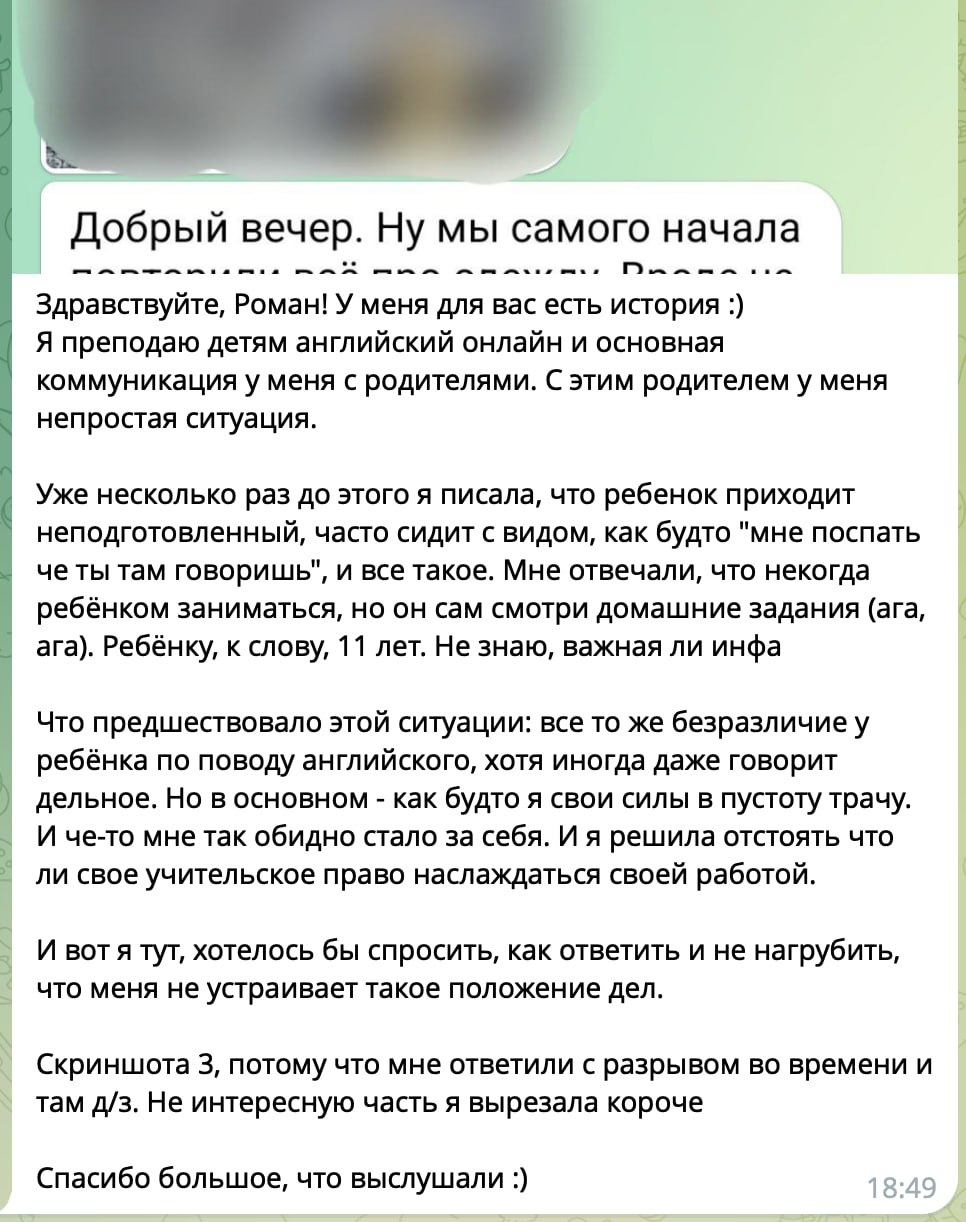 Добрый вечер. Ну мы самого начала
повторили всё про одежду. Вроде не
Здравствуйте, Роман! У меня для вас есть история :)
Я преподаю детям английский онлайн и основная
коммуникация у меня с родителями. С этим родителем у меня
непростая ситуация.
Уже несколько раз до этого я писала, что ребенок приходит
неподготовленный, часто сидит с видом, как будто "мне поспать
че ты там говоришь", и все такое. Мне отвечали, что некогда
ребёнком заниматься, но он сам смотри домашние задания (ага,
ага). Ребёнку, к слову, 11 лет. Не знаю, важная ли инфа
Что предшествовало этой ситуации: все то же безразличие у
ребёнка по поводу английского, хотя иногда даже говорит
дельное. Но в основном - как будто я свои силы в пустоту трачу.
И че-то мне так обидно стало за себя. И я решила отстоять что
ли свое учительское право наслаждаться своей работой.
И вот я тут, хотелось бы спросить, как ответить и не нагрубить,
что меня не устраивает такое положение дел.
Скриншота 3, потому что мне ответили с разрывом во времени и
там д/з. Не интересную часть я вырезала короче
Спасибо большое, что выслушали :)
18:49